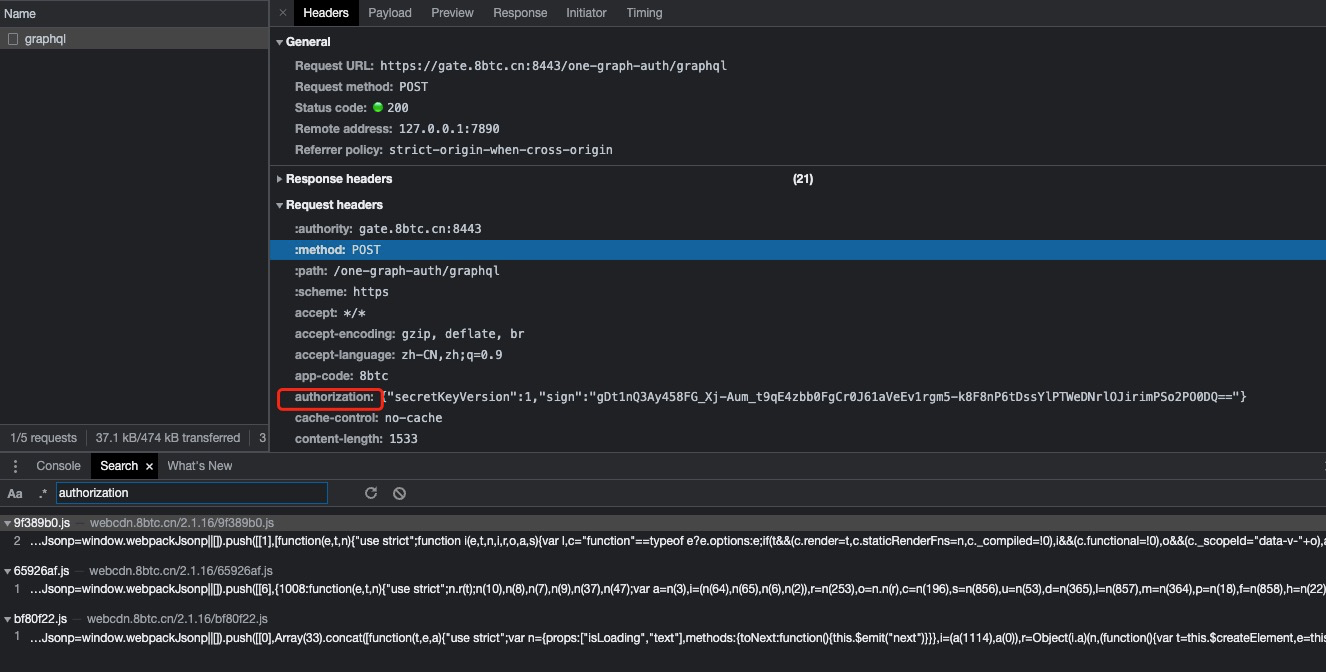 Name
× Headers Payload Preview Response Initiator Timing
graphql
General
Request URL: https://gate.8btc.cn:8443/one-graph-auth/graphql
Request method: POST
Status code: 200
Remote address: 127.0.0.1:7890
Referrer policy: strict-origin-when-cross-origin
Response headers (21)
Request headers
:authority: gate.8btc.cn:8443
:method: POST
:path: /one-graph-auth/graphql
:scheme: https
accept: */*
accept-encoding: gzip, deflate, br
accept-language: zh-CN,zh;q=0.9
app-code: 8btc
authorization: {"secretKeyVersion":1,"sign":"gDt1nQ3Ay458FG_Xj-Aum_t9qE4zbb0FgCr0J61aVeEv1rgm5-k8F8nP6tDssYlPTWeDNrlOJirimPSo2PO0DQ=="}
cache-control: no-cache
content-length: 1533
1/5 requests 37.1 kB/474 kB transferred 3
Console Search × What's New
Aa .* authorization
9f389b0.js — webcdn.8btc.cn/2.1.16/9f389b0.js
2 …Jsonp=window.webpackJsonp||[]).push([[1],[function(e,t,n){"use strict";function i(e,t,n,i,r,o,a,s){var l,c="function"==typeof e?e.options:e;if(t&&(c.render=t,c.staticRenderFns=n,c._compiled=!0),i&&(c.functional=!0),o&&(c._scopeId="data-v-"+o),a
65926af.js — webcdn.8btc.cn/2.1.16/65926af.js
1 …Jsonp=window.webpackJsonp||[]).push([[6],{1008:function(e,t,n){"use strict";n.r(t);n(10),n(8),n(7),n(9),n(37),n(47);var a=n(3),i=(n(64),n(65),n(6),n(2)),r=n(253),o=n.n(r),c=n(196),s=n(856),u=n(53),d=n(365),l=n(857),m=n(364),p=n(18),f=n(858),h=n(22)
bf80f22.js — webcdn.8btc.cn/2.1.16/bf80f22.js
1 …Jsonp=window.webpackJsonp||[]).push([[0],Array(33).concat([function(t,e,a){"use strict";var n={props:["isLoading","text"],methods:{toNext:function(){this.$emit("next")}}},i=(a(1114),a(0)),r=Object(i.a)(n,(function(){var t=this.$createElement,e=this